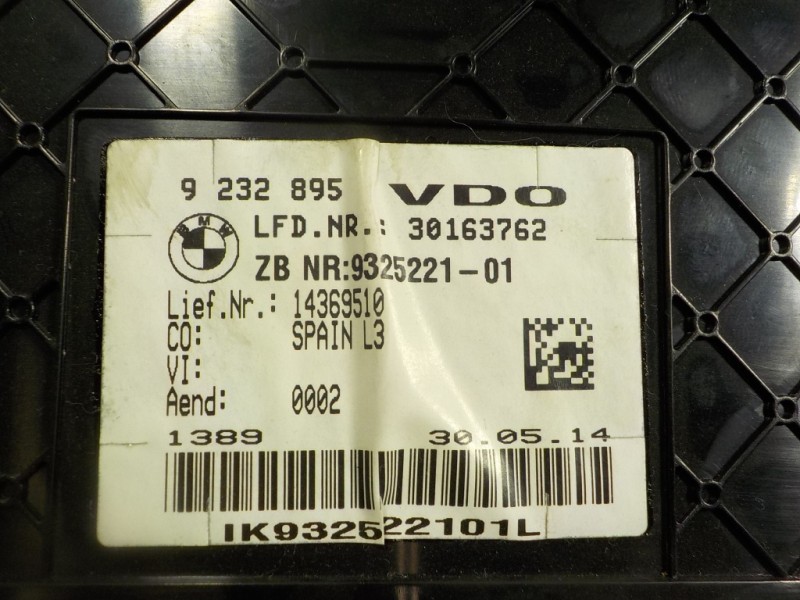 9 232 895 VDO
BMW
LFD.NR.: 30163762
ZB NR:9325221-01
Lief.Nr.: 14369510
CO: SPAIN L3
VI:
Aend: 0002
1389 30.05.14
IK932522101L